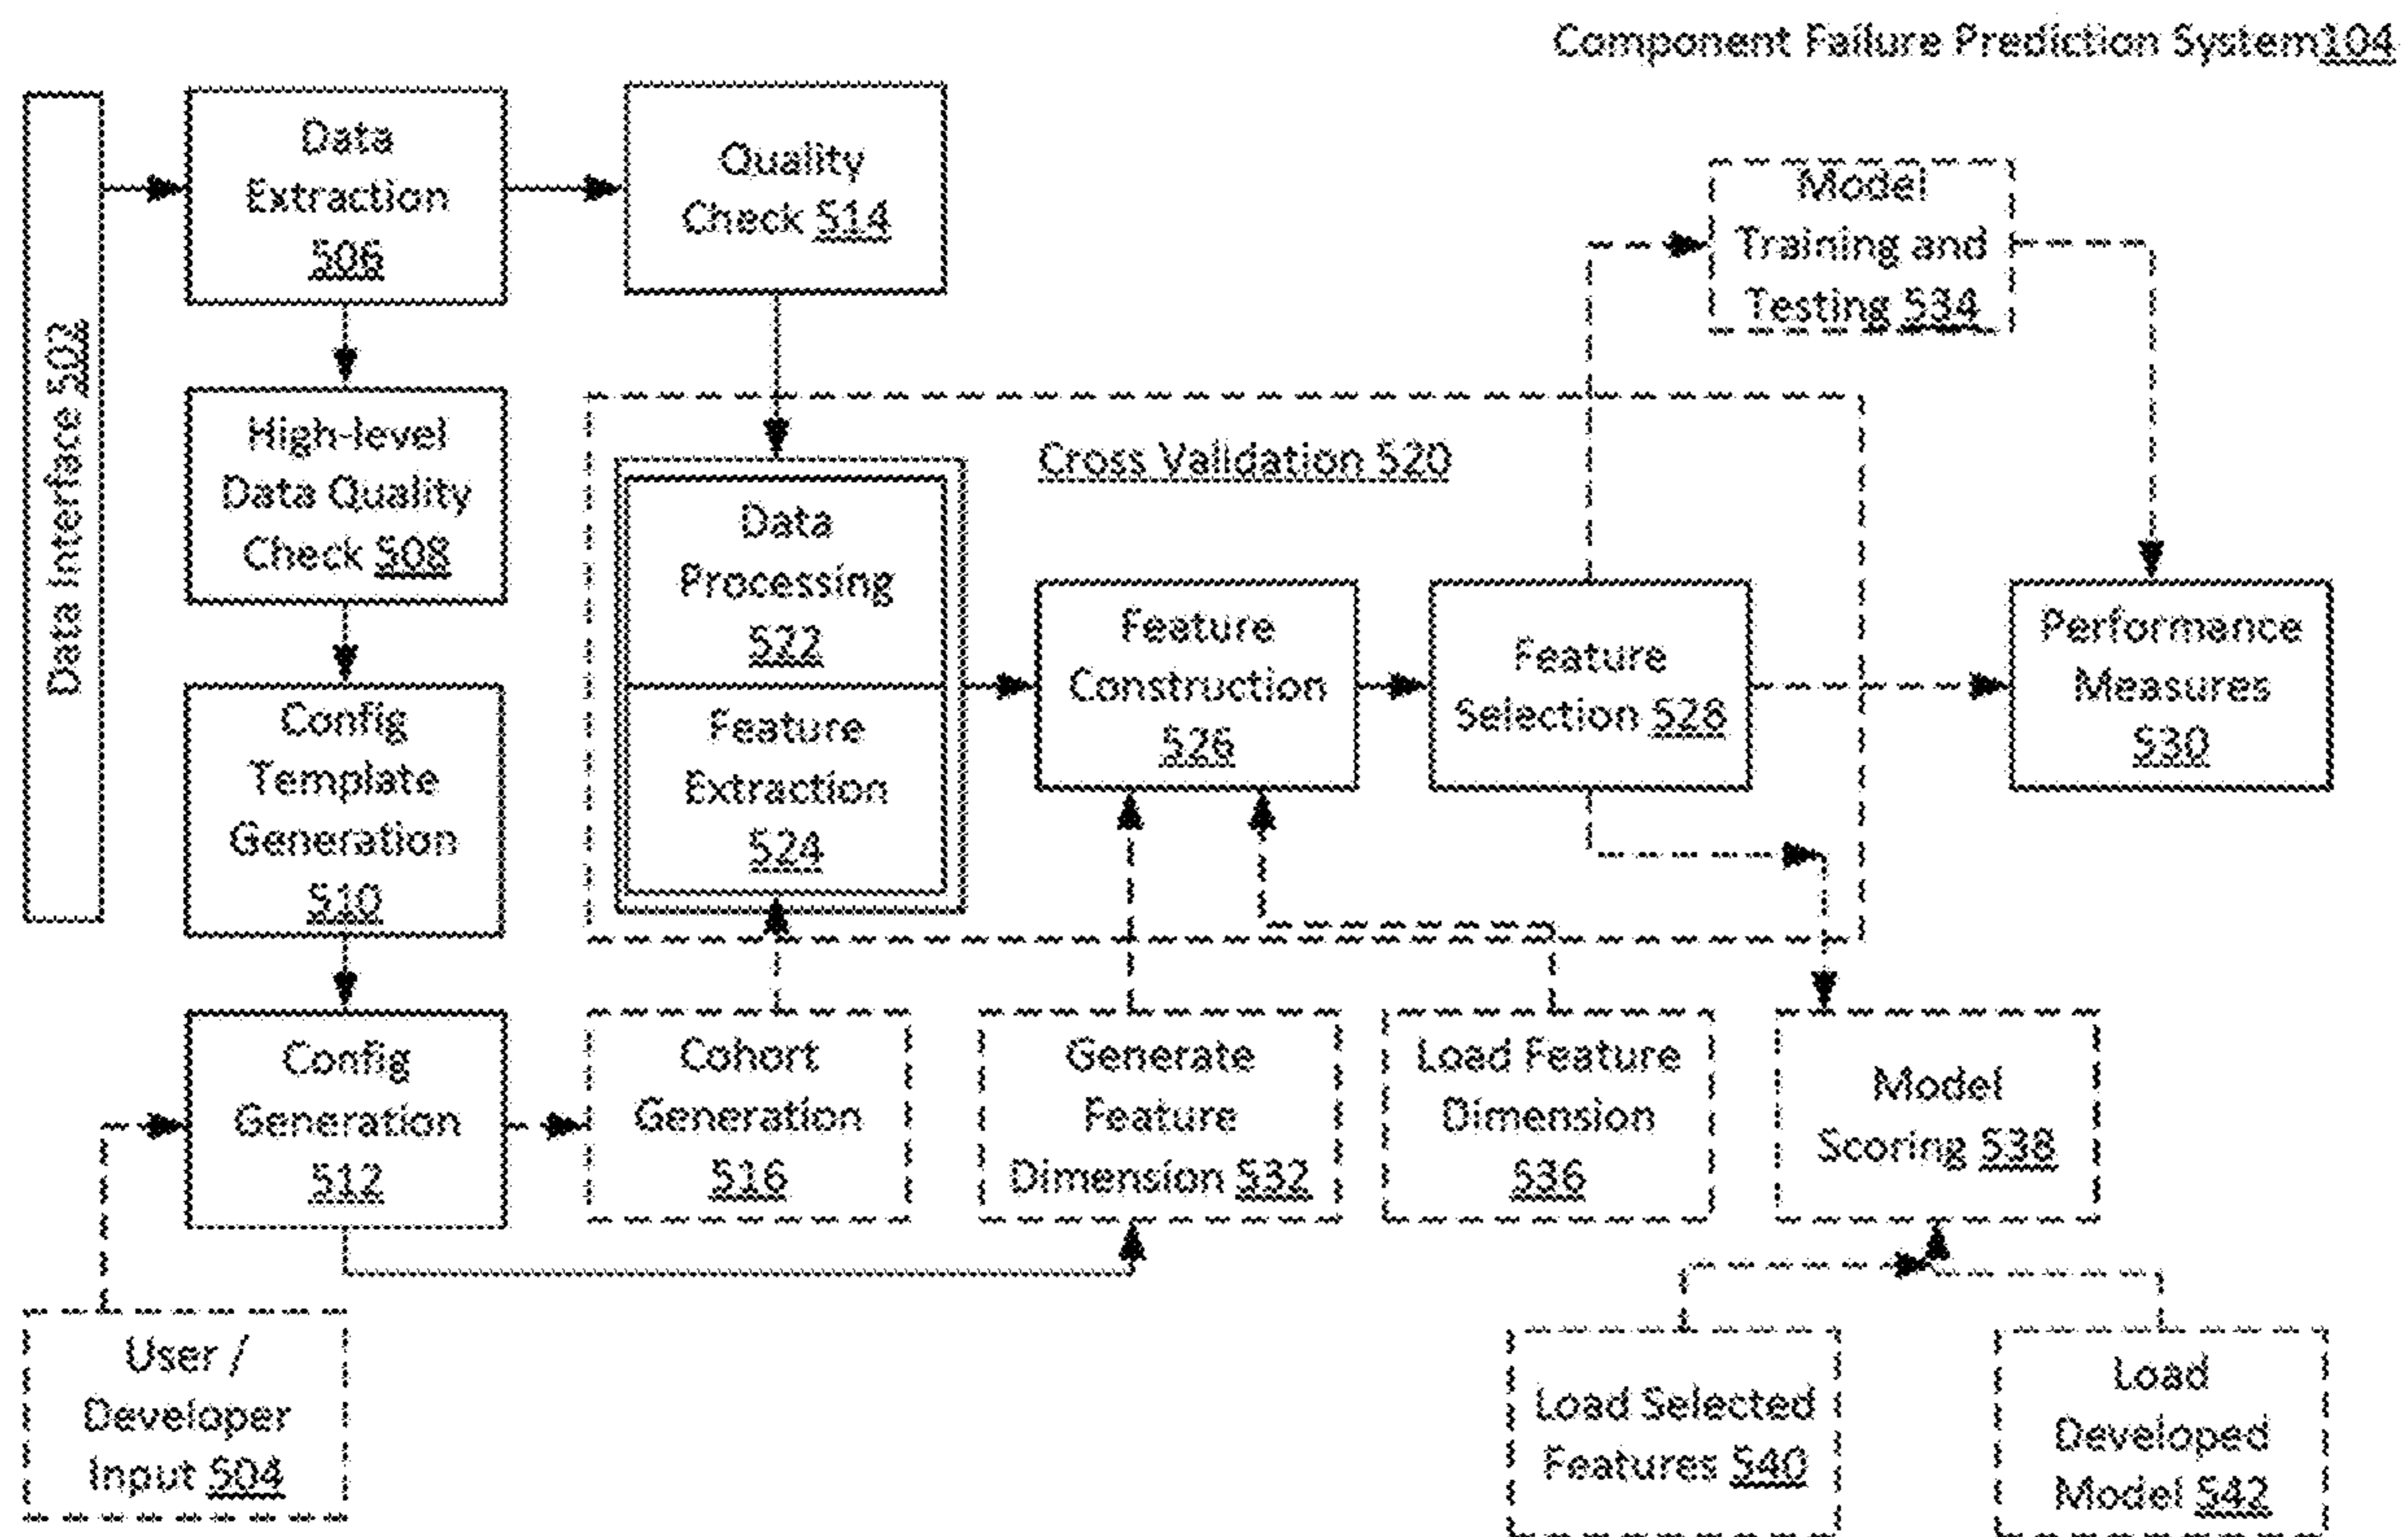 Component Failure Prediction System104
Data Interface 502
Data
Extraction
506
Quality
Check 514
Model
Training and
Testing 534
High-level
Data Quality
Check 508
Cross Validation 520
Data
Processing
522
Feature
Extraction
524
Feature
Construction
526
Feature
Selection 528
Performance
Measures
530
Config
Template
Generation
510
Config
Generation
512
Cohort
Generation
516
Generate
Feature
Dimension 532
Load Feature
Dimension
536
Model
Scoring 538
User /
Developer
Input 504
Load Selected
Features 540
Load
Developed
Model 542